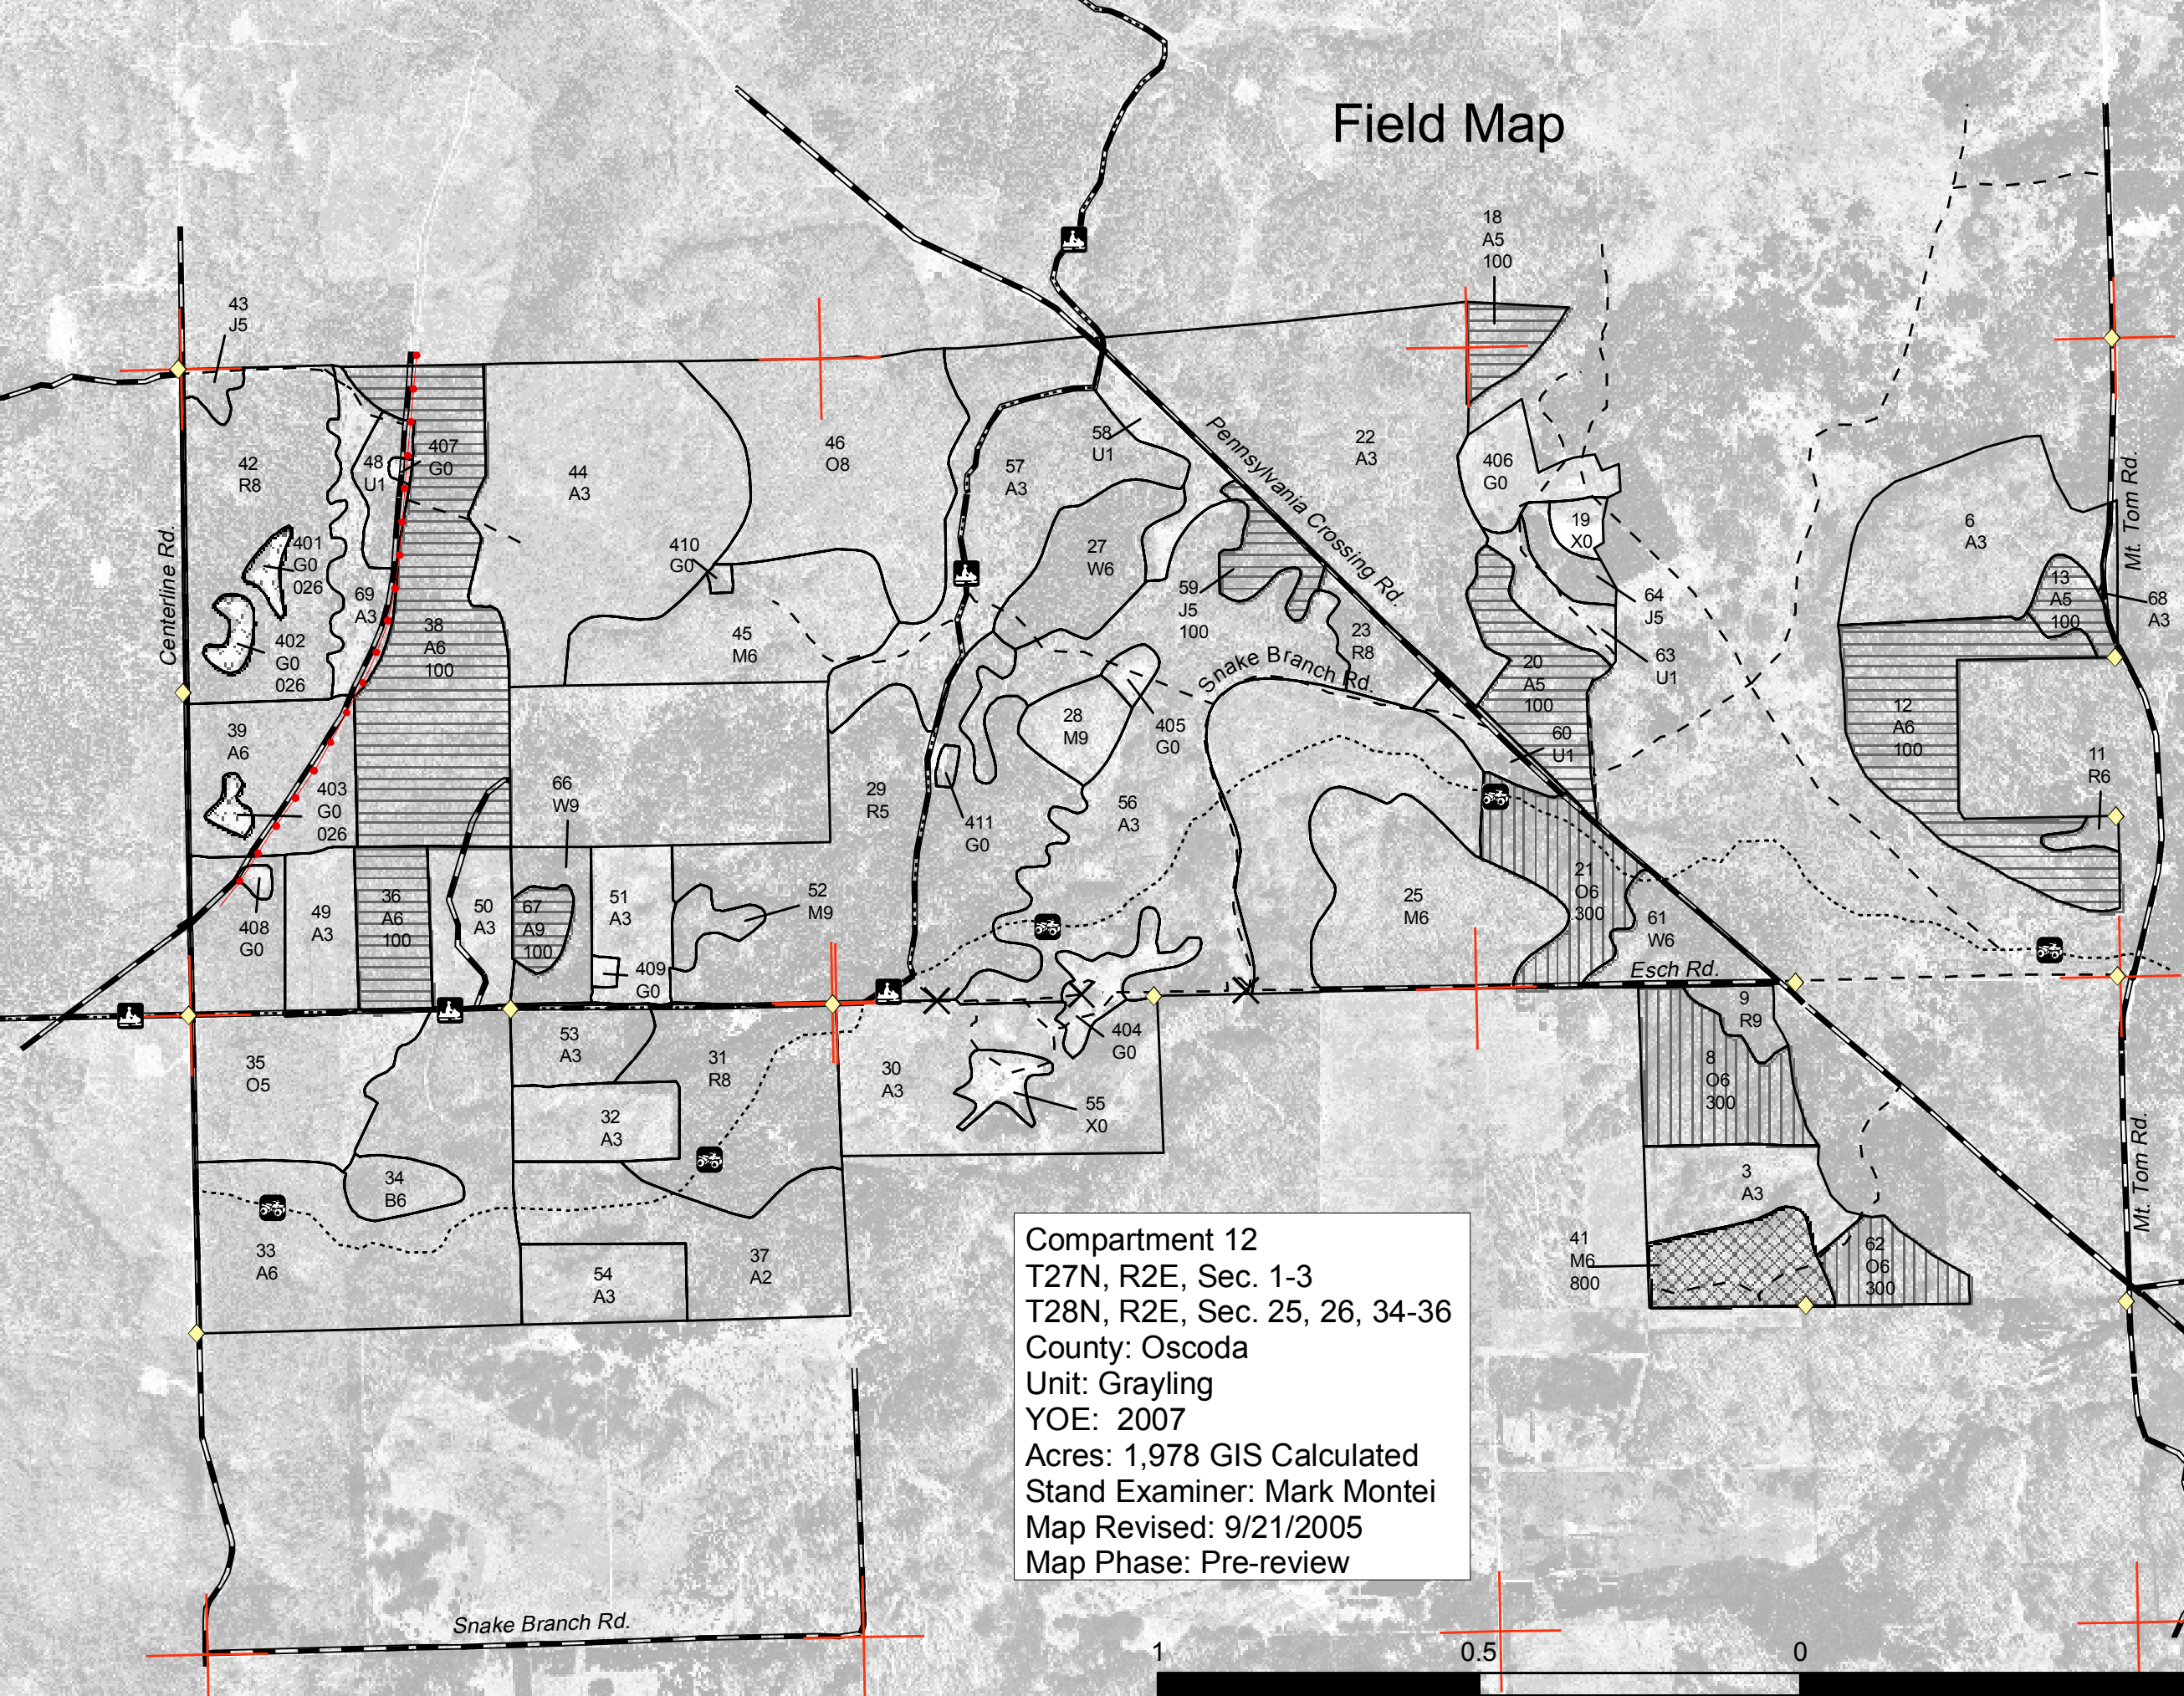 Field Map
18
A5
100
43
J5
42
R8
48
U1
407
G0
44
A3
46
O8
58
U1
57
A3
Pennsylvania Crossing Rd.
22
A3
406
G0
19
X0
6
A3
Mt. Tom Rd.
Centerline Rd.
401
G0
026
410
G0
27
W6
13
A5
100
68
A3
69
A3
38
A6
100
402
G0
026
45
M6
59
J5
100
23
R8
64
J5
63
U1
20
A5
100
Snake Branch Rd.
39
A6
28
M9
405
G0
60
U1
12
A6
100
11
R6
403
G0
026
66
W9
29
R5
411
G0
56
A3
25
M6
21
O6
300
61
W6
408
G0
49
A3
36
A6
100
50
A3
67
A9
100
51
A3
409
G0
52
M9
Esch Rd.
404
G0
9
R9
35
O5
53
A3
31
R8
30
A3
8
O6
300
32
A3
55
X0
34
B6
3
A3
Mt. Tom Rd.
33
A6
54
A3
37
A2
41
M6
800
62
O6
300
Compartment 12
T27N, R2E, Sec. 1-3
T28N, R2E, Sec. 25, 26, 34-36
County: Oscoda
Unit: Grayling
YOE: 2007
Acres: 1,978 GIS Calculated
Stand Examiner: Mark Montei
Map Revised: 9/21/2005
Map Phase: Pre-review
Snake Branch Rd.
1 0.5 0